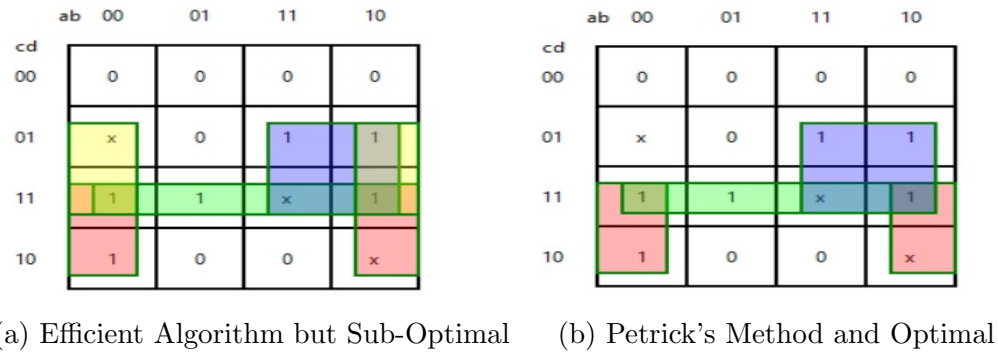 ab 00 01 11 10
cd
00 0 0 0 0
01 x 0 1 1
11 1 1 x 1
10 1 0 0 x
(a) Efficient Algorithm but Sub-Optimal
ab 00 01 11 10
cd
00 0 0 0 0
01 x 0 1 1
11 1 1 x 1
10 1 0 0 x
(b) Petrick's Method and Optimal